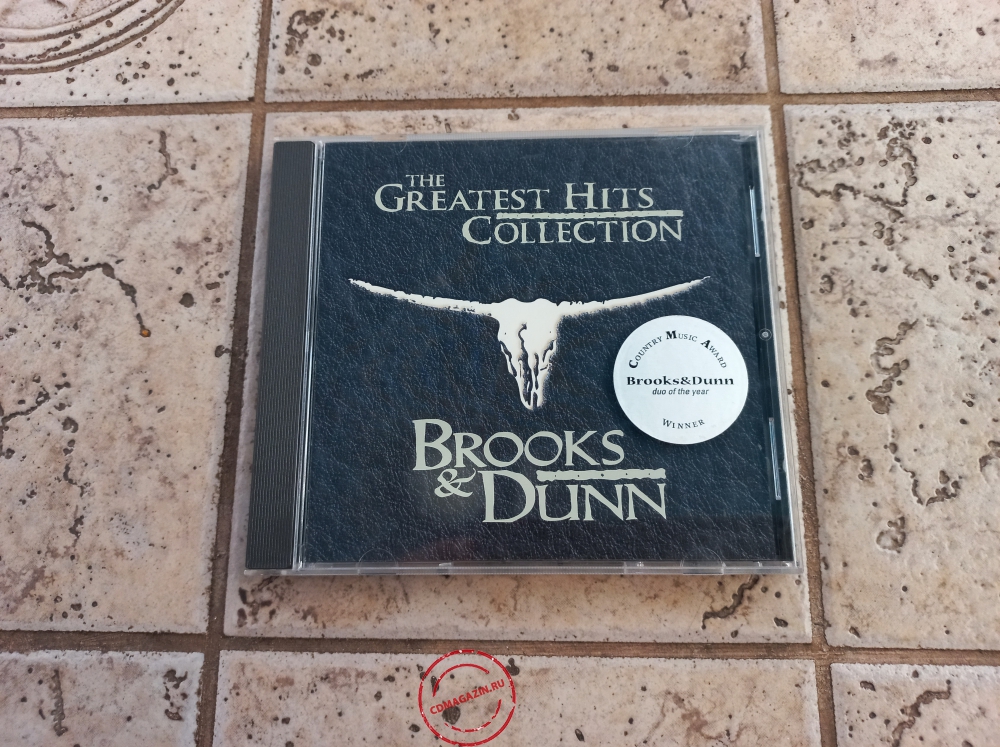 THE
GREATEST HITS
COLLECTION
COUNTRY MUSIC AWARD
Brooks&Dunn
duo of the year
WINNER
BROOKS
& DUNN
CDMAGAZIN.RU